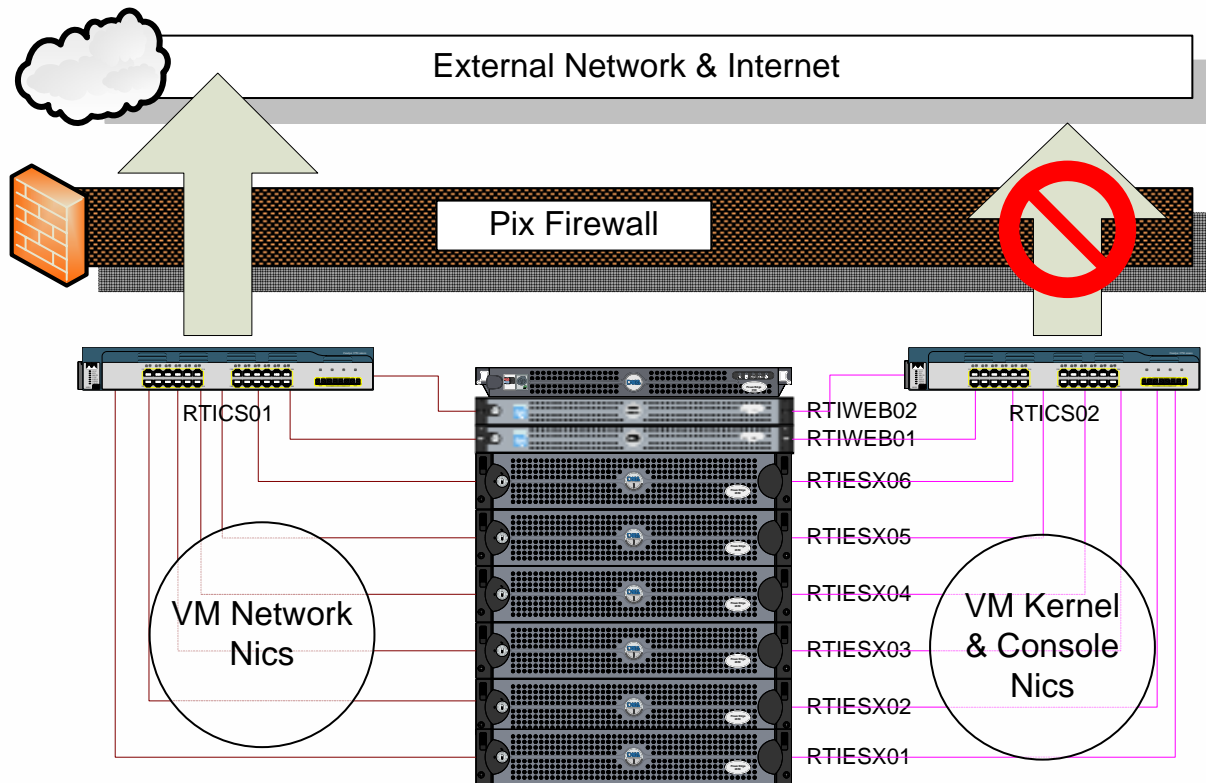 External Network & Internet
Pix Firewall
RTICS01
RTICS02
RTIWEB02
RTIWEB01
RTIESX06
RTIESX05
RTIESX04
RTIESX03
RTIESX02
RTIESX01
VM Network
Nics
VM Kernel
& Console
Nics